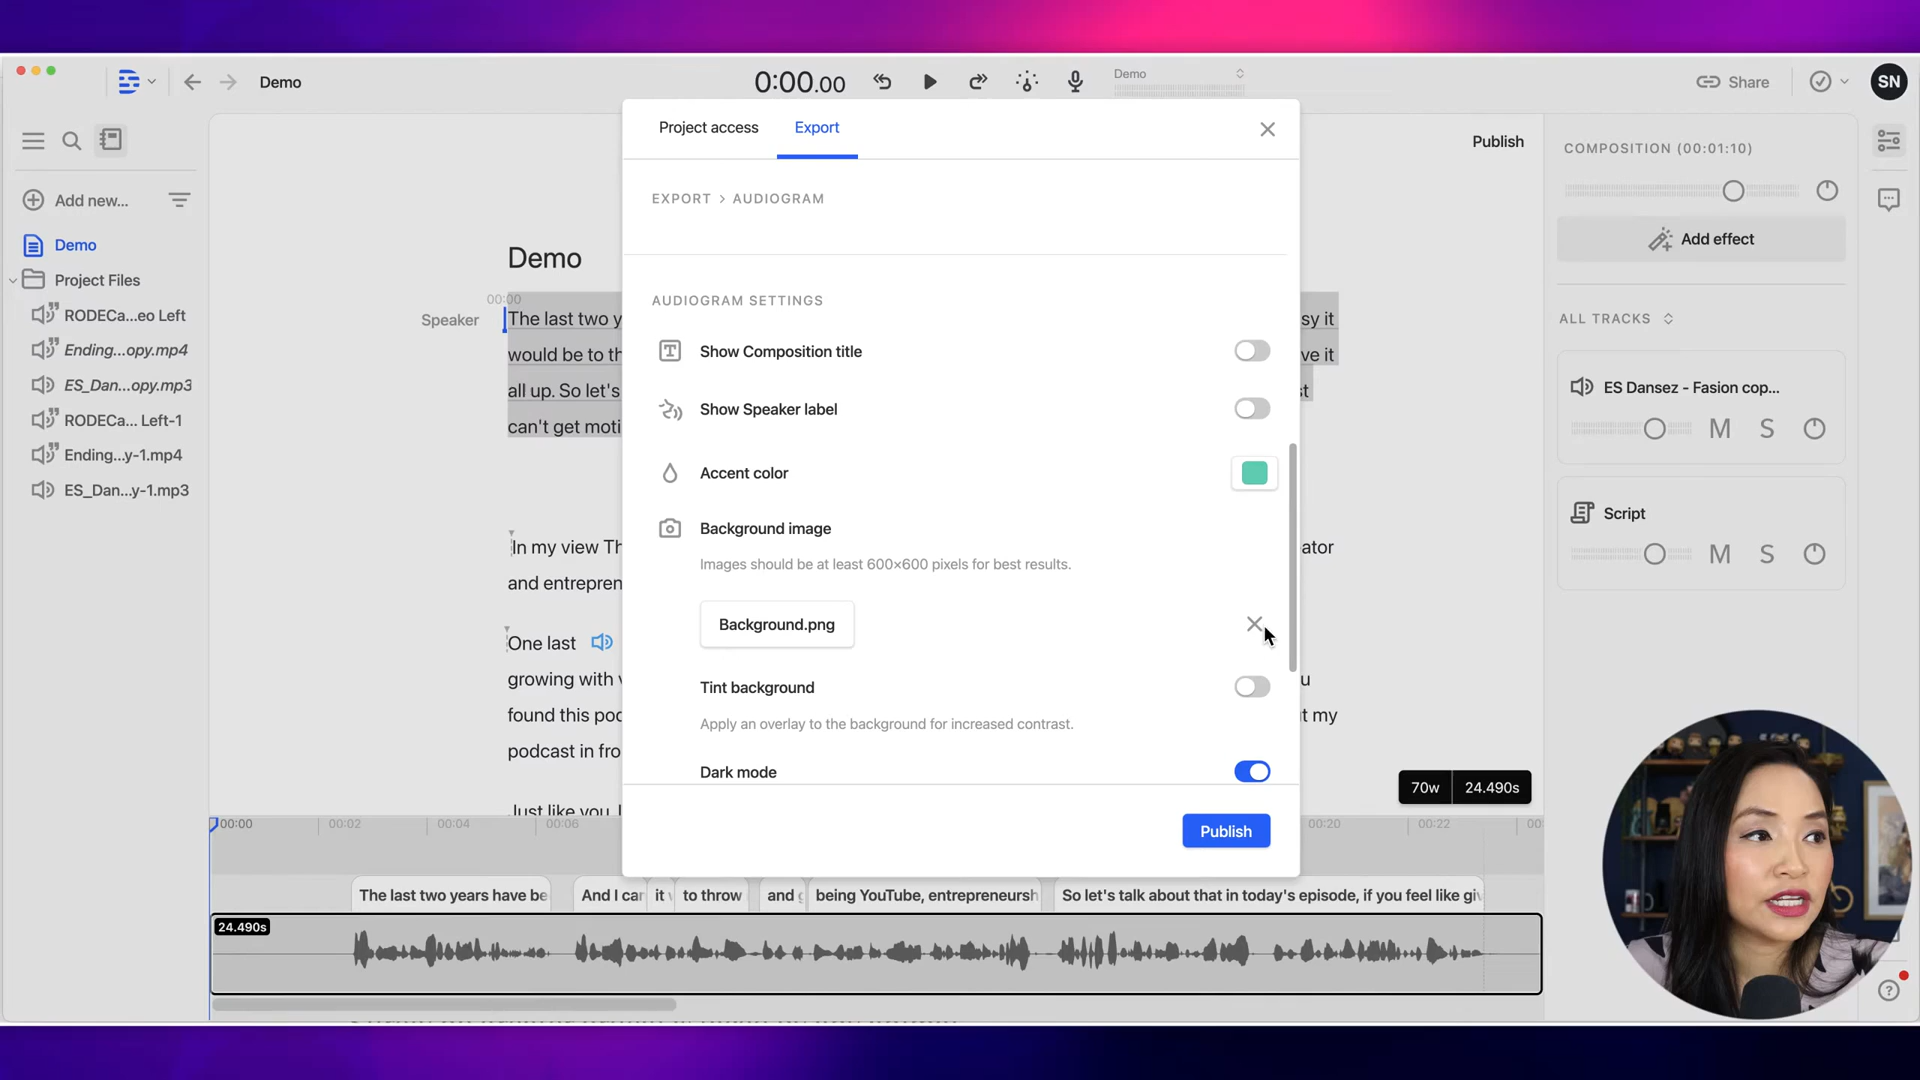 Demo
0:00.00
Demo
Share
SN
Project access
Export
Publish
EXPORT > AUDIOGRAM
Add new...
Demo
Project Files
RODECa...eo Left
Ending...opy.mp4
ES_Dan...opy.mp3
RODECa... Left-1
Ending...y-1.mp4
ES_Dan...y-1.mp3
Demo
00:00
Speaker
The last two y
sy it
would be to th
ve it
all up. So let's
st
can't get moti
In my view Th
ator
and entrepren
One last
growing with v
u
found this pod
t my
podcast in fro
Just like you, I
AUDIOGRAM SETTINGS
Show Composition title
Show Speaker label
Accent color
Background image
Images should be at least 600×600 pixels for best results.
Background.png
Tint background
Apply an overlay to the background for increased contrast.
Dark mode
Publish
COMPOSITION (00:01:10)
Add effect
ALL TRACKS
ES Dansez - Fasion cop...
M S
Script
M S
70w 24.490s
00:00 00:02 00:04 00:06 00:20 00:22 00:
The last two years have be
And I car
it
to throw
and
being YouTube, entrepreneursh
So let's talk about that in today's episode, if you feel like giv
24.490s
?